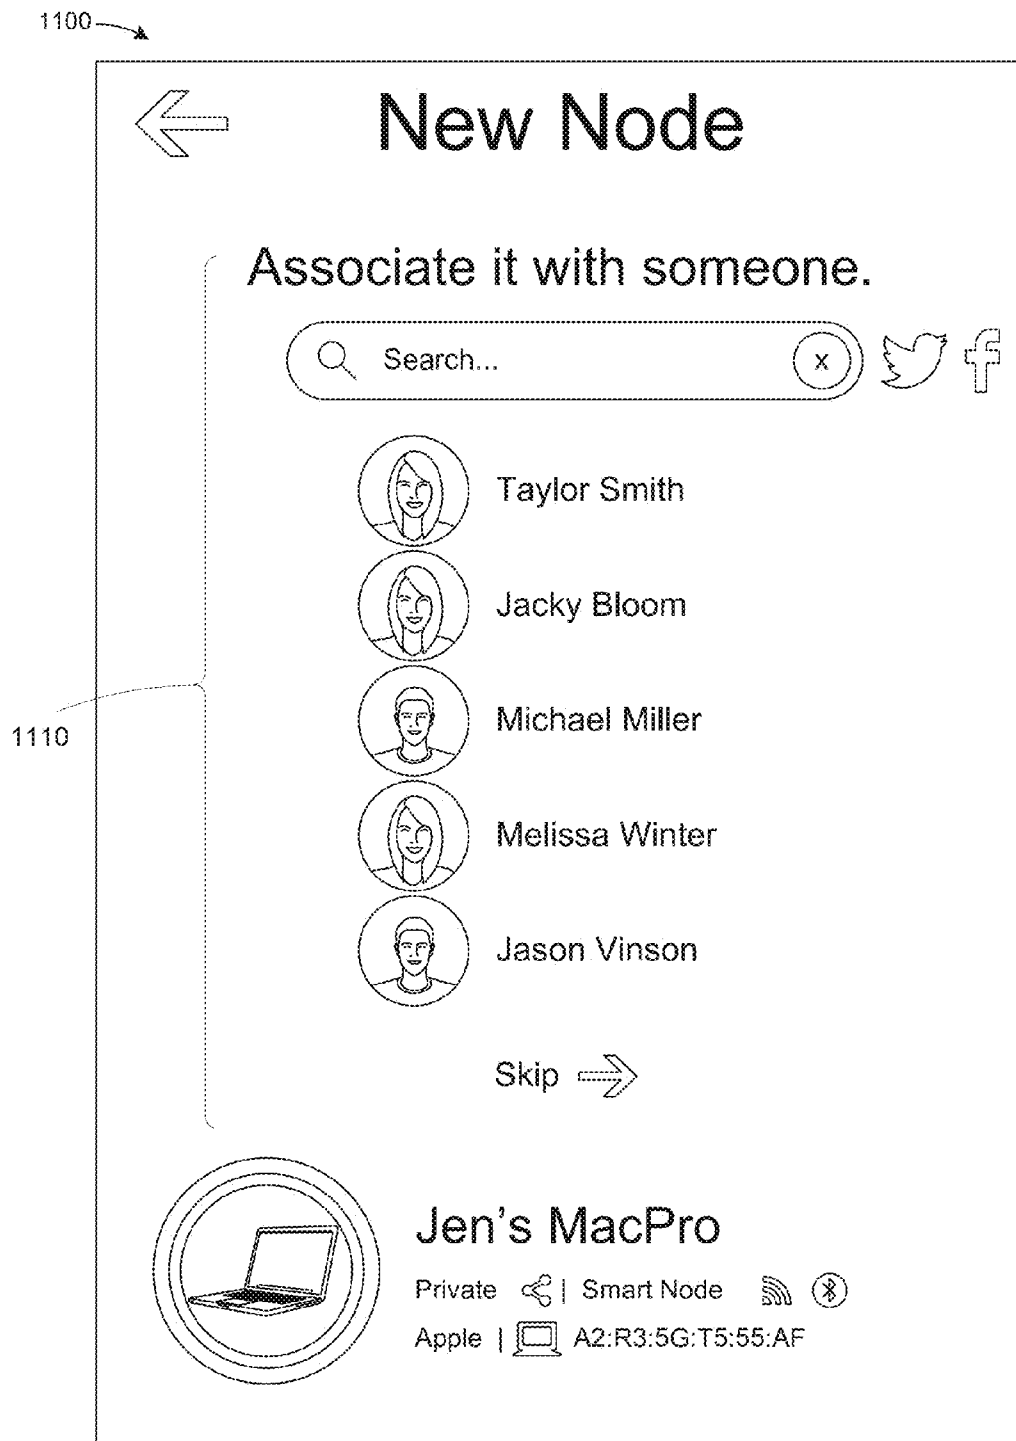 1100
New Node
Associate it with someone.
Search... x
Taylor Smith
Jacky Bloom
Michael Miller
1110
Melissa Winter
Jason Vinson
Skip
Jen's MacPro
Private | Smart Node
Apple | A2:R3:5G:T5:55:AF